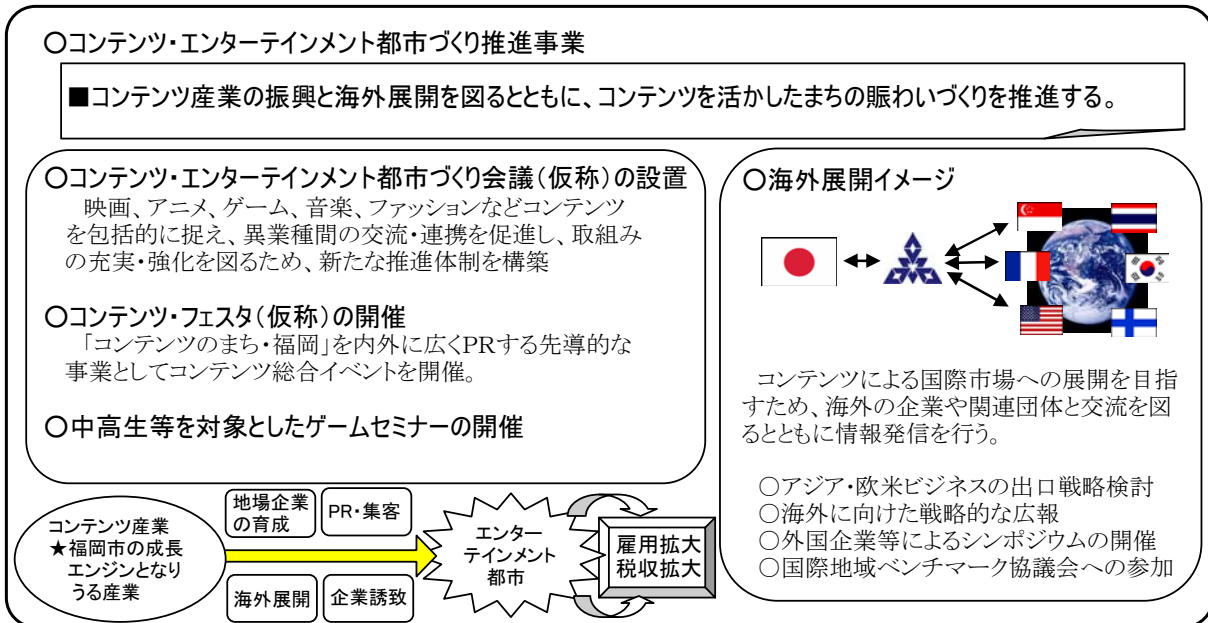 ○コンテンツ・エンターテインメント都市づくり推進事業
■コンテンツ産業の振興と海外展開を図るとともに、コンテンツを活かしたまちの賑わいづくりを推進する。
○コンテンツ・エンターテインメント都市づくり会議(仮称)の設置
映画、アニメ、ゲーム、音楽、ファッションなどコンテンツ
を包括的に捉え、異業種間の交流・連携を促進し、取組み
の充実・強化を図るため、新たな推進体制を構築
○コンテンツ・フェスタ(仮称)の開催
「コンテンツのまち・福岡」を内外に広くPRする先導的な
事業としてコンテンツ総合イベントを開催。
○中高生等を対象としたゲームセミナーの開催
○海外展開イメージ
コンテンツによる国際市場への展開を目指
すため、海外の企業や関連団体と交流を図
るとともに情報発信を行う。
○アジア・欧米ビジネスの出口戦略検討
○海外に向けた戦略的な広報
○外国企業等によるシンポジウムの開催
○国際地域ベンチマーク協議会への参加
コンテンツ産業
★福岡市の成長
エンジンとなり
うる産業
地場企業
の育成
PR・集客
海外展開
企業誘致
エンター
テインメント
都市
雇用拡大
税収拡大